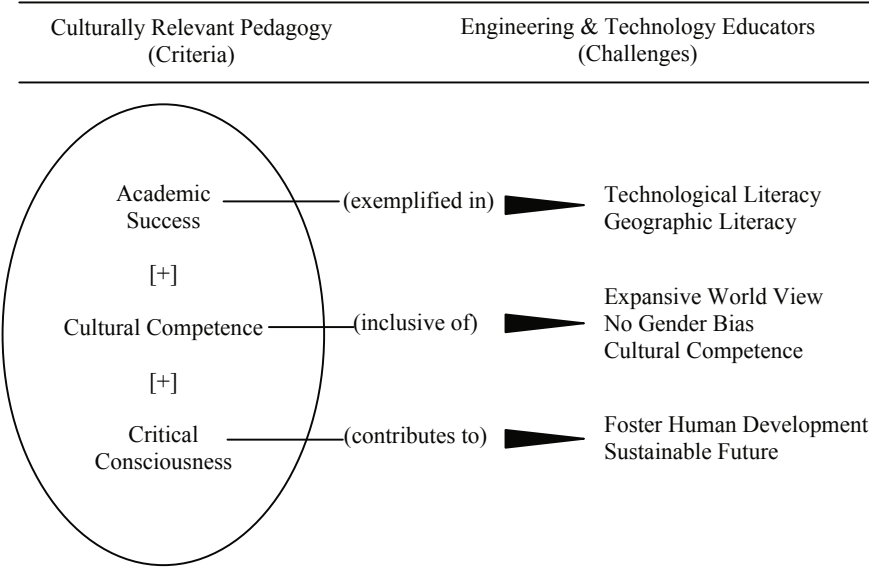 Culturally Relevant Pedagogy
(Criteria)
Engineering & Technology Educators
(Challenges)
Academic
Success
(exemplified in)
Technological Literacy
Geographic Literacy
[+]
Cultural Competence
(inclusive of)
Expansive World View
No Gender Bias
Cultural Competence
[+]
Critical
Consciousness
(contributes to)
Foster Human Development
Sustainable Future